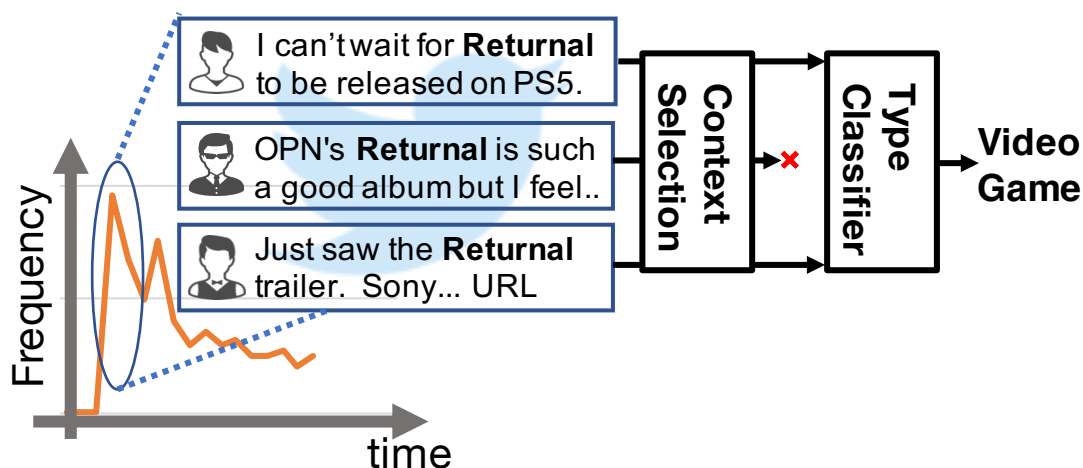 I can't wait for Returnal
to be released on PS5.
OPN's Returnal is such
a good album but I feel..
Just saw the Returnal
trailer. Sony... URL
Context
Selection
Type
Classifier
Video
Game
Frequency
time